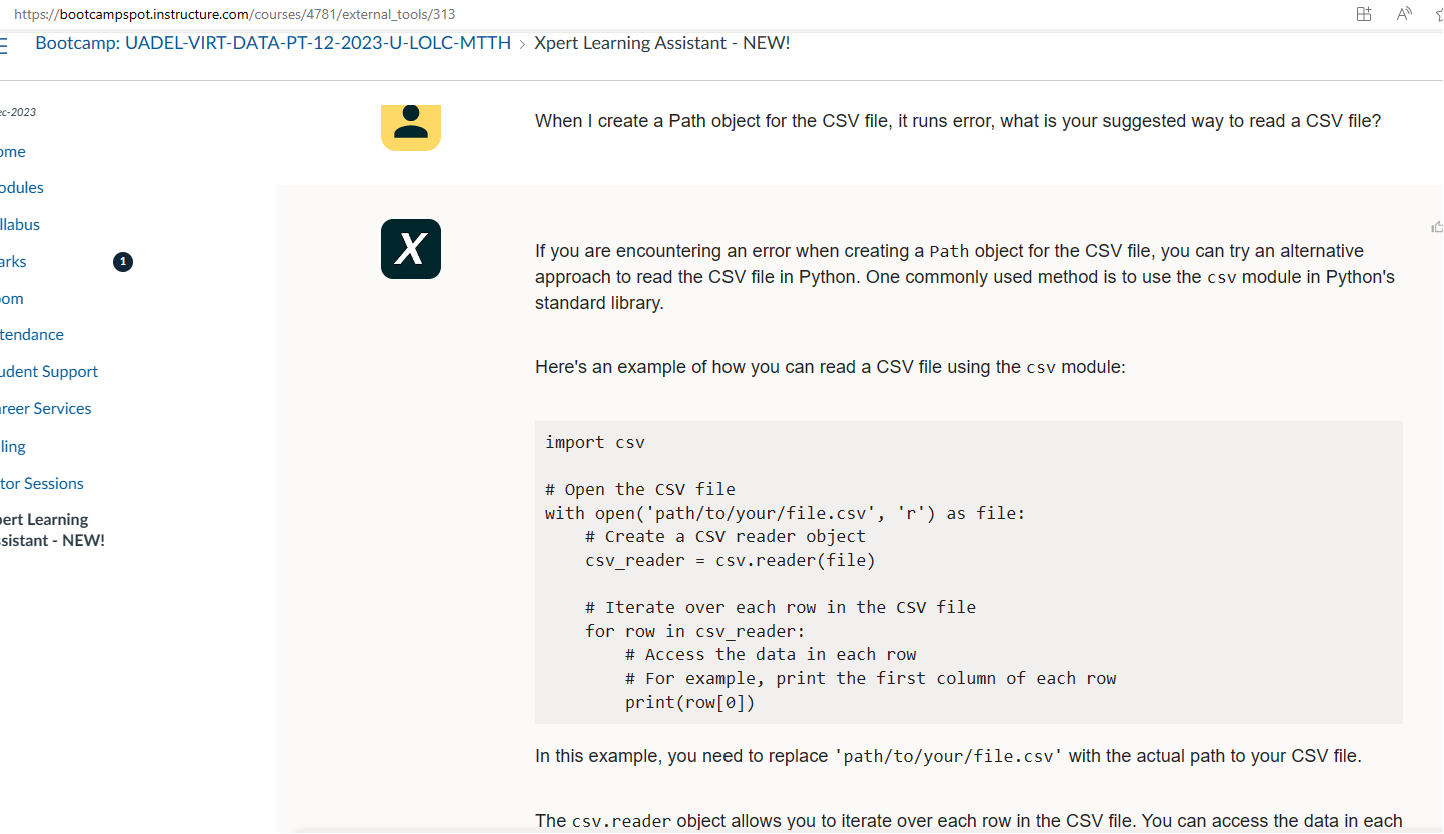 https://bootcampspot.instructure.com/courses/4781/external_tools/313
Bootcamp: UADEL-VIRT-DATA-PT-12-2023-U-LOLC-MTTH > Xpert Learning Assistant - NEW!
ec-2023
ome
odules
llabus
arks 1
oom
tendance
udent Support
areer Services
lling
tor Sessions
pert Learning
ssistant - NEW!
When I create a Path object for the CSV file, it runs error, what is your suggested way to read a CSV file?
X
If you are encountering an error when creating a Path object for the CSV file, you can try an alternative
approach to read the CSV file in Python. One commonly used method is to use the csv module in Python's
standard library.
Here's an example of how you can read a CSV file using the csv module:
import csv
# Open the CSV file
with open('path/to/your/file.csv', 'r') as file:
    # Create a CSV reader object
    csv_reader = csv.reader(file)
    # Iterate over each row in the CSV file
    for row in csv_reader:
        # Access the data in each row
        # For example, print the first column of each row
        print(row[0])
In this example, you need to replace 'path/to/your/file.csv' with the actual path to your CSV file.
The csv.reader object allows you to iterate over each row in the CSV file. You can access the data in each